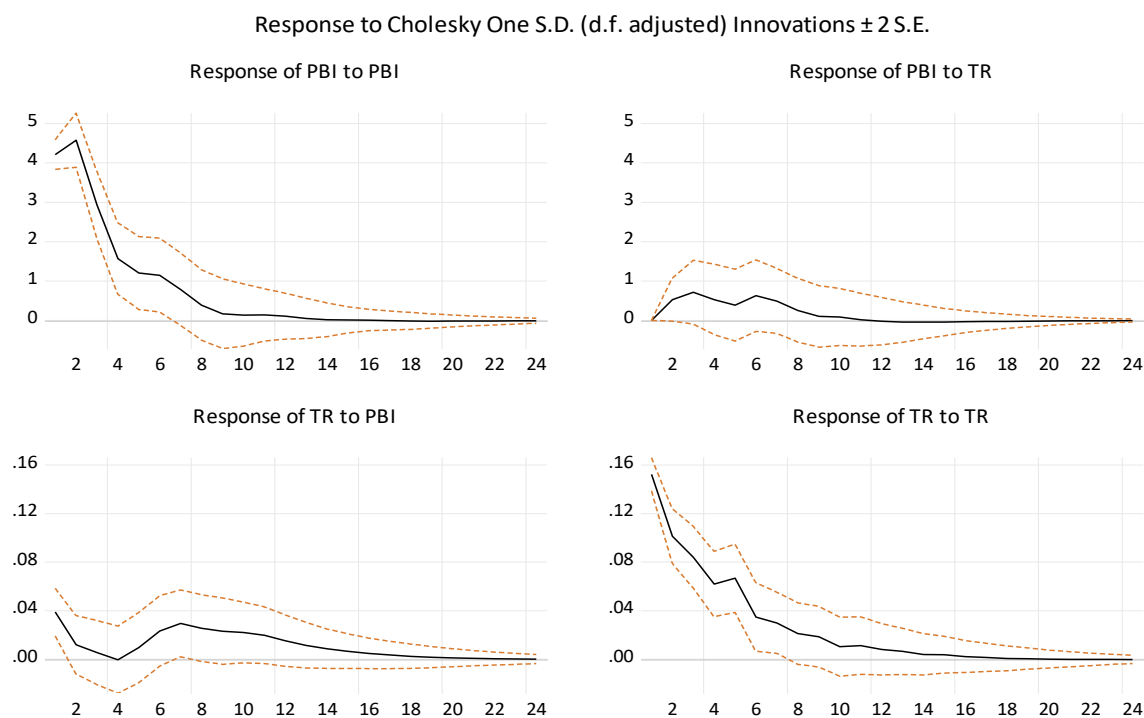 Response to Cholesky One S.D. (d.f. adjusted) Innovations ± 2 S.E.
Response of PBI to PBI
5
4
3
2
1
0
2 4 6 8 10 12 14 16 18 20 22 24
Response of PBI to TR
5
4
3
2
1
0
2 4 6 8 10 12 14 16 18 20 22 24
Response of TR to PBI
.16
.12
.08
.04
.00
2 4 6 8 10 12 14 16 18 20 22 24
Response of TR to TR
.16
.12
.08
.04
.00
2 4 6 8 10 12 14 16 18 20 22 24